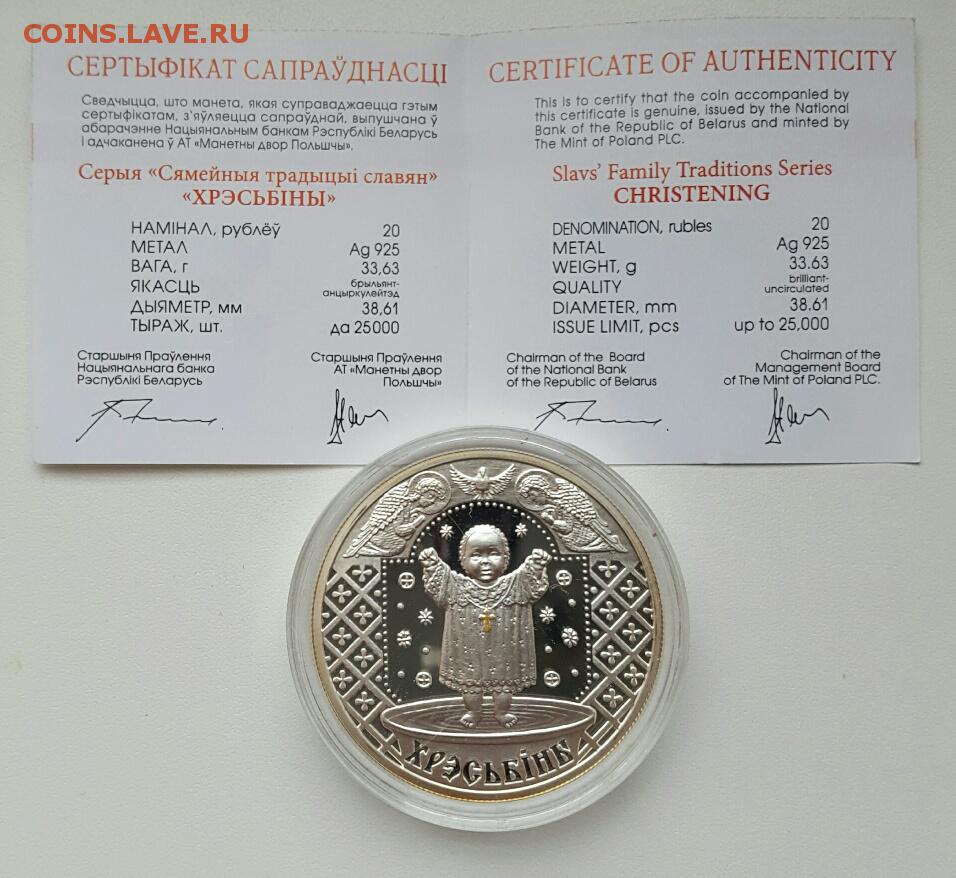 COINS.LAVE.RU
СЕРТЫФІКАТ САПРАЎДНАСЦІ
Сведчыцца, што манета, якая суправаджаецца гэтым
сертыфікатам, з'яўляецца сапраўднай, выпушчана ў
абарачэнне Нацыянальным банкам Рэспублікі Беларусь
і адчаканена ў АТ «Манетны двор Польшчы».
Серыя «Сямейныя традыцыі славян»
«ХРЭСЬБІНЫ»
НАМІНАЛ, рублёў 20
МЕТАЛ Ag 925
ВАГА, г 33,63
ЯКАСЦЬ брыльянт-
анцыркулейтэд
ДЫЯМЕТР, мм 38,61
ТЫРАЖ, шт. да 25000
Старшыня Праўлення
Нацыянальнага банка
Рэспублікі Беларусь
Старшыня Праўлення
АТ «Манетны двор
Польшчы»
CERTIFICATE OF AUTHENTICITY
This is to certify that the coin accompanied by
this certificate is genuine, issued by the National
Bank of the Republic of Belarus and minted by
The Mint of Poland PLC.
Slavs' Family Traditions Series
CHRISTENING
DENOMINATION, rubles 20
METAL Ag 925
WEIGHT, g 33.63
QUALITY brilliant-
uncirculated
DIAMETER, mm 38.61
ISSUE LIMIT, pcs up to 25,000
Chairman of the Board
of the National Bank
of the Republic of Belarus
Chairman of the
Management Board
of The Mint of Poland PLC.
ХРЭСЬБІНЫ